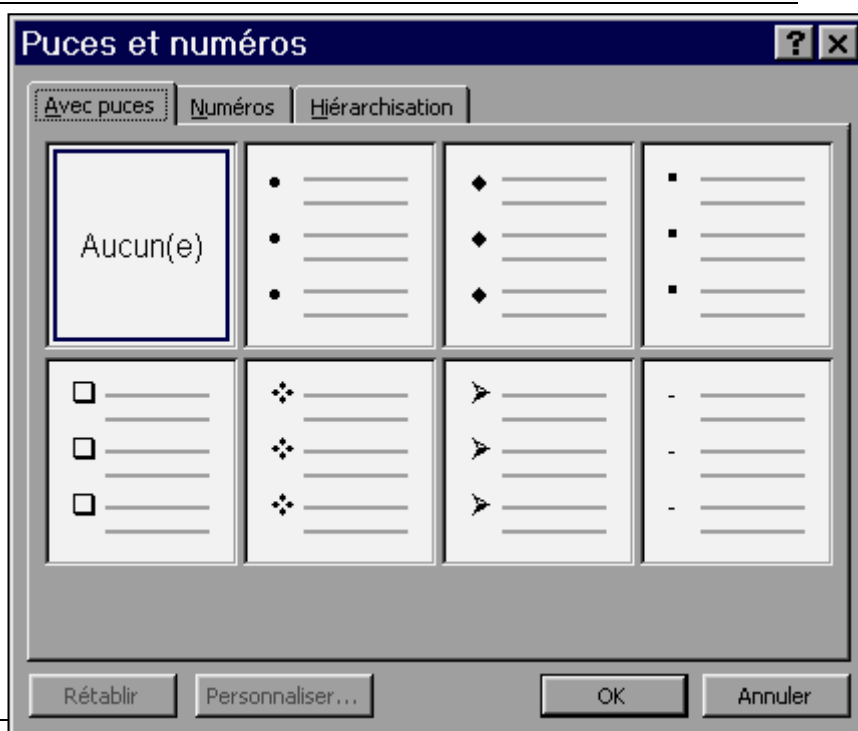 Puces et numéros
Avec puces Numéros Hiérarchisation
Aucun(e)
Rétablir Personnaliser... OK Annuler